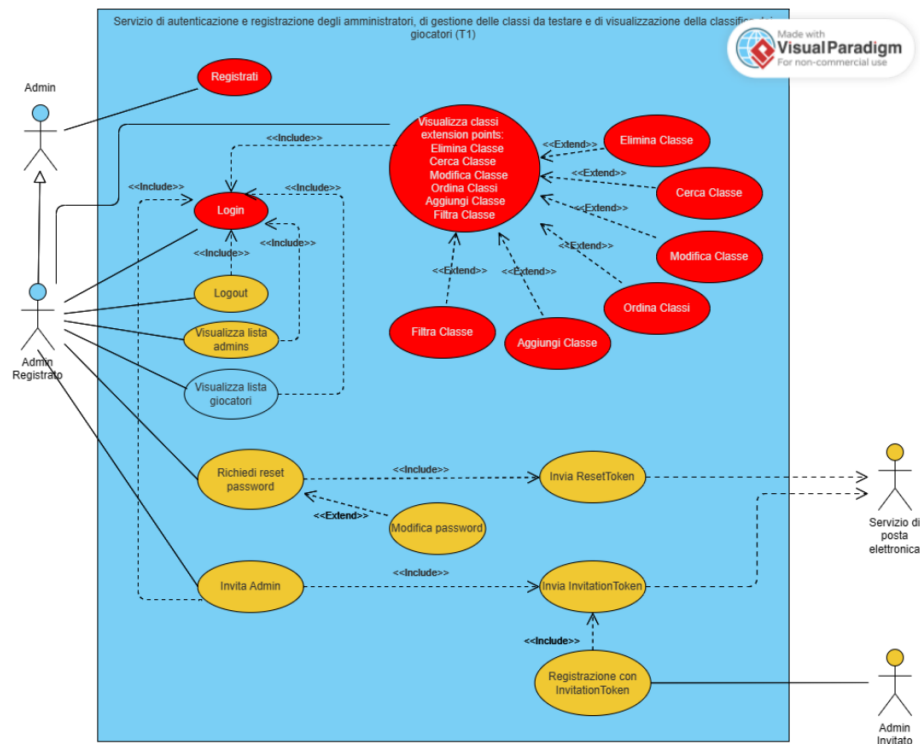 Servizio di autenticazione e registrazione degli amministratori, di gestione delle classi da testare e di visualizzazione della classifica
giocatori (T1)
Made with
VisualParadigm
For non-commercial use
Admin
Registrati
Visualizza classi
extension points:
Elimina Classe
Cerca Classe
Modifica Classe
Ordina Classi
Aggiungi Classe
Filtra Classe
<<Include>>
<<Extend>>
Elimina Classe
<<Extend>>
Cerca Classe
<<Include>>
<<Include>>
Login
<<Extend>>
<<Include>>
<<Include>>
<<Extend>>
Modifica Classe
<<Extend>>
<<Extend>>
Logout
Ordina Classi
Visualizza lista
admins
Filtra Classe
Aggiungi Classe
Admin
Registrato
Visualizza lista
giocatori
<<Include>>
Richiedi reset
password
Invia ResetToken
<<Extend>>
Modifica password
Servizio di
posta
elettronica
<<Include>>
Invita Admin
Invia InvitationToken
<<Include>>
Registrazione con
InvitationToken
Admin
Invitato